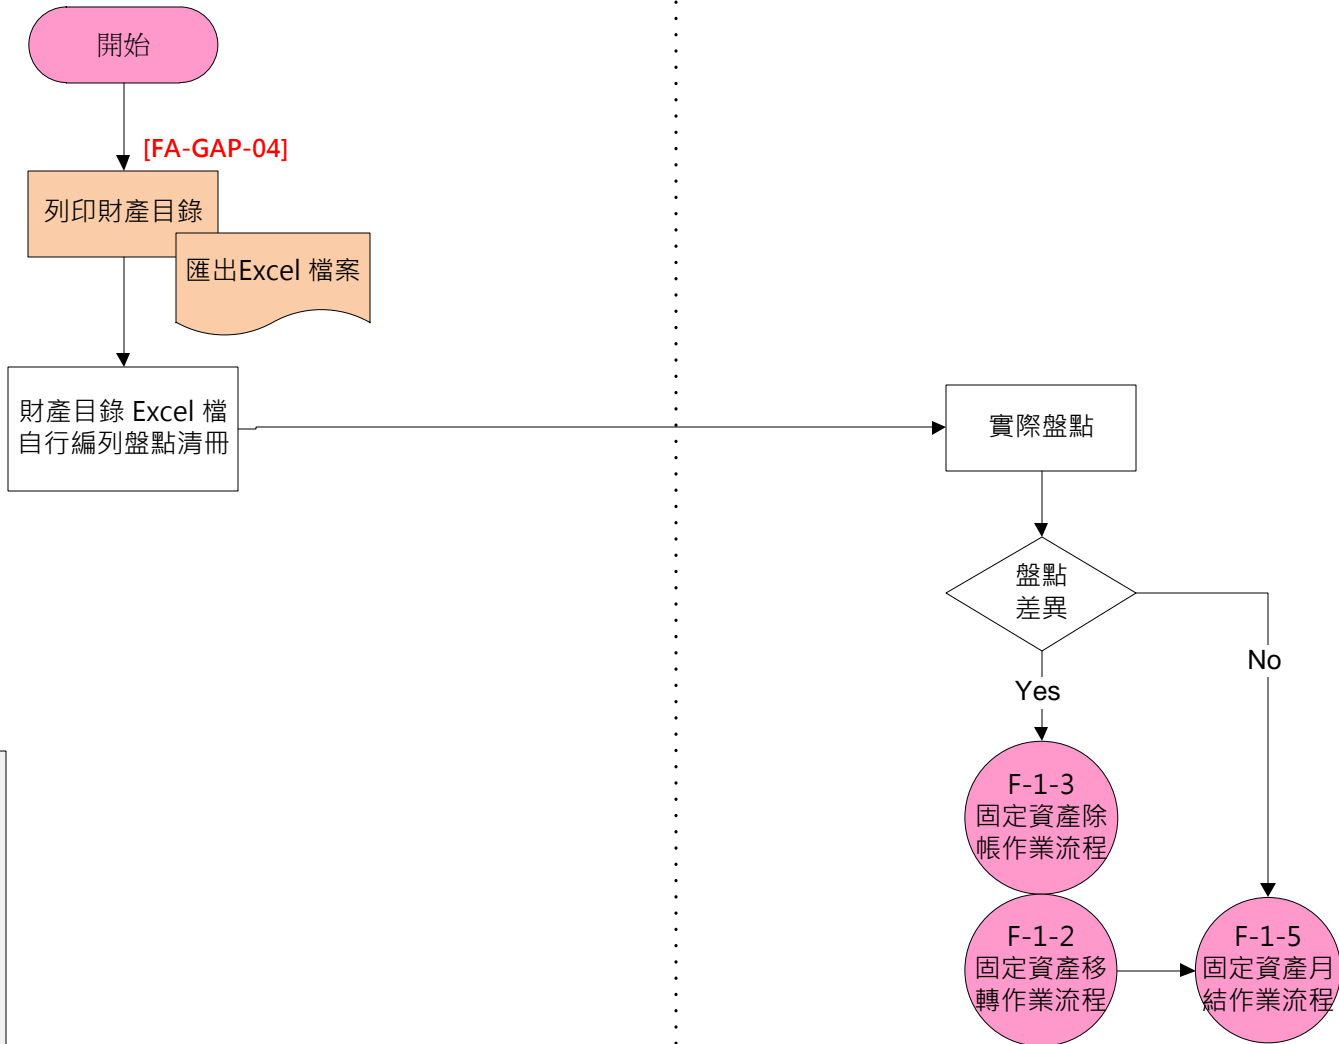 開始
[FA-GAP-04]
列印財產目錄
匯出Excel 檔案
財產目錄 Excel 檔
自行編列盤點清冊
實際盤点
盤點
差異
No
Yes
F-1-3
固定資產除
帳作業流程
F-1-2
固定資產移
轉作業流程
F-1-5
固定資產月
結作業流程